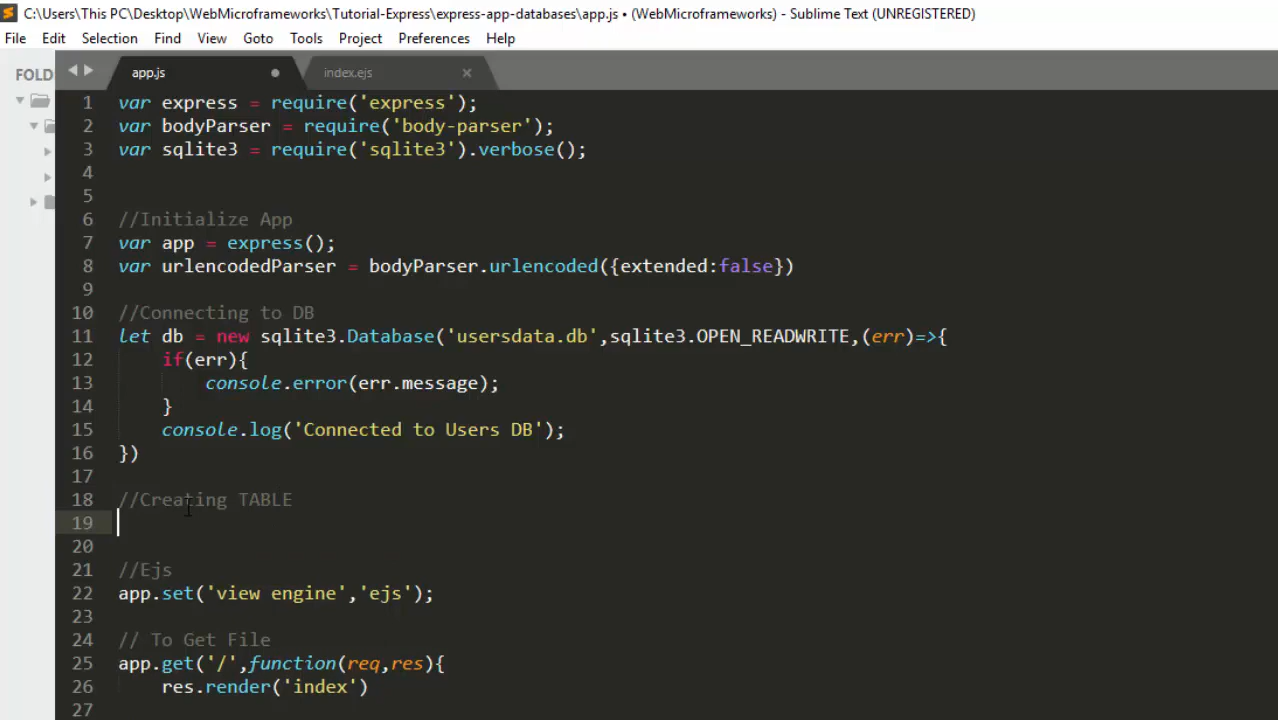 C:\Users\This PC\Desktop\WebMicroframeworks\Tutorial-Express\express-app-databases\app.js • (WebMicroframeworks) - Sublime Text (UNREGISTERED)
File Edit Selection Find View Goto Tools Project Preferences Help
FOLD
app.js index.ejs
1 var express = require('express');
2 var bodyParser = require('body-parser');
3 var sqlite3 = require('sqlite3').verbose();
4
5
6 //Initialize App
7 var app = express();
8 var urlencodedParser = bodyParser.urlencoded({extended:false})
9
10 //Connecting to DB
11 let db = new sqlite3.Database('usersdata.db',sqlite3.OPEN_READWRITE,(err)=>{
12 if(err){
13 console.error(err.message);
14 }
15 console.log('Connected to Users DB');
16 })
17
18 //Creating TABLE
19
20
21 //Ejs
22 app.set('view engine','ejs');
23
24 // To Get File
25 app.get('/',function(req,res){
26 res.render('index')
27